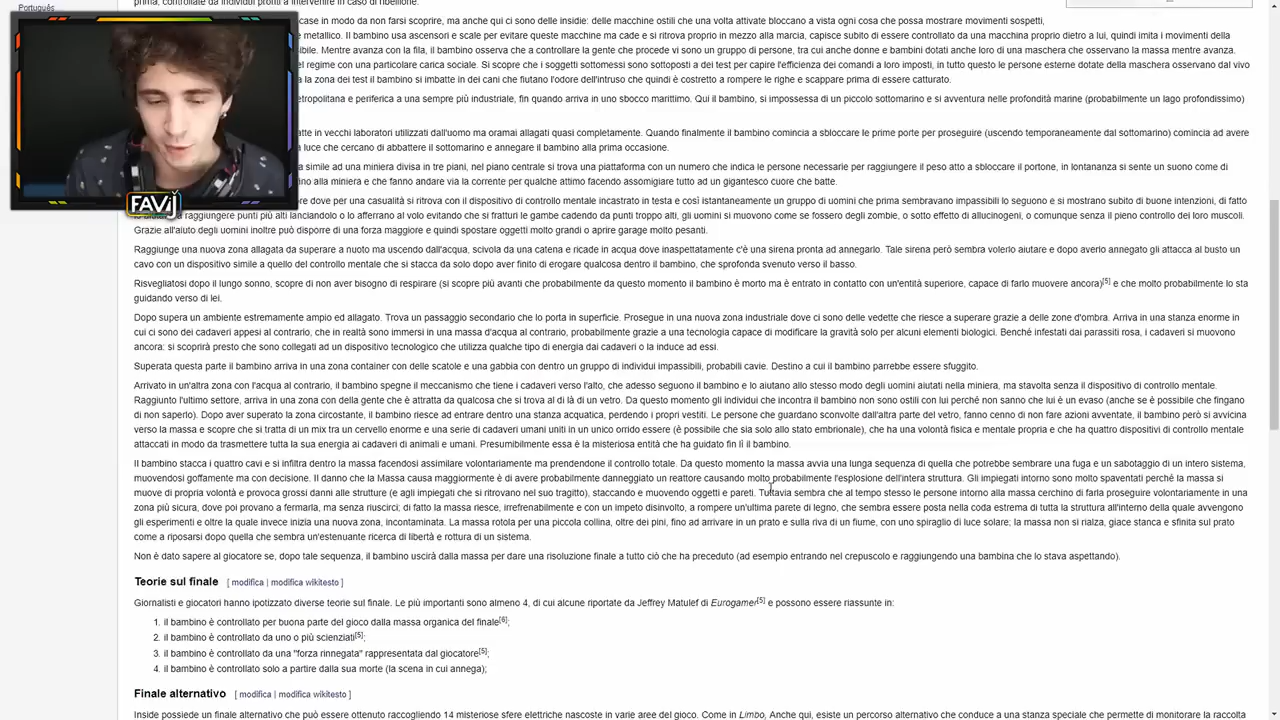 Português
prima, controllate da individui pronti a intervenire in caso di ribellione.
case in modo da non farsi scoprire, ma anche qui ci sono delle insidie: delle macchine ostili che una volta attivate bloccano a vista ogni cosa che possa mostrare movimenti sospetti,
metallico. Il bambino usa ascensori e scale per evitare queste macchine ma cade e si ritrova proprio in mezzo alla marcia, capisce subito di essere controllato da una macchina proprio dietro a lui, quindi imita i movimenti della
ibile. Mentre avanza con la fila, il bambino osserva che a controllare la gente che procede vi sono un gruppo di persone, tra cui anche donne e bambini dotati anche loro di una maschera che osservano la massa mentre avanza.
el regime con una particolare carica sociale. Si scopre che i soggetti sottomessi sono sottoposti a dei test per capire l'efficienza dei comandi a loro imposti, in tutto questo le persone esterne dotate della maschera osservano dal vivo
la zona dei test il bambino si imbatte in dei cani che fiutano l'odore dell'intruso che quindi è costretto a rompere le righe e scappare prima di essere catturato.
etropolitana e periferica a una sempre più industriale, fin quando arriva in uno sbocco marittimo. Qui il bambino, si impossessa di un piccolo sottomarino e si avventura nelle profondità marine (probabilmente un lago profondissimo)
atte in vecchi laboratori utilizzati dall'uomo ma oramai allagati quasi completamente. Quando finalmente il bambino comincia a sbloccare le prime porte per proseguire (uscendo temporaneamente dal sottomarino) comincia ad avere
luce che cercano di abbattere il sottomarino e annegare il bambino alla prima occasione.
a simile ad una miniera divisa in tre piani, nel piano centrale si trova una piattaforma con un numero che indica le persone necessarie per raggiungere il peso atto a sbloccare il portone, in lontananza si sente un suono come di
no alla miniera e che fanno andare via la corrente per qualche attimo facendo assomigiare tutto ad un gigantesco cuore che batte.
re dove per una casualità si ritrova con il dispositivo di controllo mentale incastrato in testa e così istantaneamente un gruppo di uomini che prima sembravano impassibili lo seguono e si mostrano subito di buone intenzioni, di fatto
FAVJ
a raggiungere punti più alti lanciandolo o lo afferrano al volo evitando che si fratturi le gambe cadendo da punti troppo alti, gli uomini si muovono come se fossero degli zombie, o sotto effetto di allucinogeni, o comunque senza il pieno controllo dei loro muscoli.
Grazie all'aiuto degli uomini inoltre può disporre di una forza maggiore e quindi spostare oggetti molto grandi o aprire garage molto pesanti.
Raggiunge una nuova zona allagata da superare a nuoto ma uscendo dall'acqua, scivola da una catena e ricade in acqua dove inaspettatamente c'è una sirena pronta ad annegarlo. Tale sirena però sembra volerlo aiutare e dopo averlo annegato gli attacca al busto un
cavo con un dispositivo simile a quello del controllo mentale che si stacca da solo dopo aver finito di erogare qualcosa dentro il bambino, che sprofonda svenuto verso il basso.
Risvegliatosi dopo il lungo sonno, scopre di non aver bisogno di respirare (si scopre più avanti che probabilmente da questo momento il bambino è morto ma è entrato in contatto con un'entità superiore, capace di farlo muovere ancora)[5] e che molto probabilmente lo sta
guidando verso di lei.
Dopo supera un ambiente estremamente ampio ed allagato. Trova un passaggio secondario che lo porta in superficie. Prosegue in una nuova zona industriale dove ci sono delle vedette che riesce a superare grazie a delle zone d'ombra. Arriva in una stanza enorme in
cui ci sono dei cadaveri appesi al contrario, che in realtà sono immersi in una massa d'acqua al contrario, probabilmente grazie a una tecnologia capace di modificare la gravità solo per alcuni elementi biologici. Benché infestati dai parassiti rosa, i cadaveri si muovono
ancora: si scoprirà presto che sono collegati ad un dispositivo tecnologico che utilizza qualche tipo di energia dai cadaveri o la induce ad essi.
Superata questa parte il bambino arriva in una zona container con delle scatole e una gabbia con dentro un gruppo di individui impassibili, probabili cavie. Destino a cui il bambino parrebbe essere sfuggito.
Arrivato in un'altra zona con l'acqua al contrario, il bambino spegne il meccanismo che tiene i cadaveri verso l'alto, che adesso seguono il bambino e lo aiutano allo stesso modo degli uomini aiutati nella miniera, ma stavolta senza il dispositivo di controllo mentale.
Raggiunto l'ultimo settore, arriva in una zona con della gente che è attratta da qualcosa che si trova al di là di un vetro. Da questo momento gli individui che incontra il bambino non sono ostili con lui perché non sanno che lui è un evaso (anche se è possibile che fingano
di non saperlo). Dopo aver superato la zona circostante, il bambino riesce ad entrare dentro una stanza acquatica, perdendo i propri vestiti. Le persone che guardano sconvolte dall'altra parte del vetro, fanno cenno di non fare azioni avventate, il bambino però si avvicina
verso la massa e scopre che si tratta di un mix tra un cervello enorme e una serie di cadaveri umani uniti in un unico orrido essere (è possibile che sia solo allo stato embrionale), che ha una volontà fisica e mentale propria e che ha quattro dispositivi di controllo mentale
attaccati in modo da trasmettere tutta la sua energia ai cadaveri di animali e umani. Presumibilmente essa è la misteriosa entità che ha guidato fin lì il bambino.
Il bambino stacca i quattro cavi e si infiltra dentro la massa facendosi assimilare volontariamente ma prendendone il controllo totale. Da questo momento la massa avvia una lunga sequenza di quella che potrebbe sembrare una fuga e un sabotaggio di un intero sistema,
muovendosi goffamente ma con decisione. Il danno che la Massa causa maggiormente è di avere probabilmente danneggiato un reattore causando molto probabilmente l'esplosione dell'intera struttura. Gli impiegati intorno sono molto spaventati perché la massa si
muove di propria volontà e provoca grossi danni alle strutture (e agli impiegati che si ritrovano nel suo tragitto), staccando e muovendo oggetti e pareti. Tuttavia sembra che al tempo stesso le persone intorno alla massa cerchino di farla proseguire volontariamente in una
zona più sicura, dove poi provano a fermarla, ma senza riuscirci; di fatto la massa riesce, irrefrenabilmente e con un impeto disinvolto, a rompere un'ultima parete di legno, che sembra essere posta nella coda estrema di tutta la struttura all'interno della quale avvengono
gli esperimenti e oltre la quale invece inizia una nuova zona, incontaminata. La massa rotola per una piccola collina, oltre dei pini, fino ad arrivare in un prato e sulla riva di un fiume, con uno spiraglio di luce solare; la massa non si rialza, giace stanca e sfinita sul prato
come a riposarsi dopo quella che sembra un'estenuante ricerca di libertà e rottura di un sistema.
Non è dato sapere al giocatore se, dopo tale sequenza, il bambino uscirà dalla massa per dare una risoluzione finale a tutto ciò che ha preceduto (ad esempio entrando nel crepuscolo e raggiungendo una bambina che lo stava aspettando).
Teorie sul finale [ modifica | modifica wikitesto ]
Giornalisti e giocatori hanno ipotizzato diverse teorie sul finale. Le più importanti sono almeno 4, di cui alcune riportate da Jeffrey Matulef di Eurogamer[5] e possono essere riassunte in:
1. il bambino è controllato per buona parte del gioco dalla massa organica del finale[6];
2. il bambino è controllato da uno o più scienziati[5];
3. il bambino è controllato da una "forza rinnegata" rappresentata dal giocatore[5];
4. il bambino è controllato solo a partire dalla sua morte (la scena in cui annega);
Finale alternativo [ modifica | modifica wikitesto ]
Inside possiede un finale alternativo che può essere ottenuto raccogliendo 14 misteriose sfere elettriche nascoste in varie aree del gioco. Come in Limbo, Anche qui, esiste un percorso alternativo che conduce a una stanza speciale che permette di monitorare la raccolta